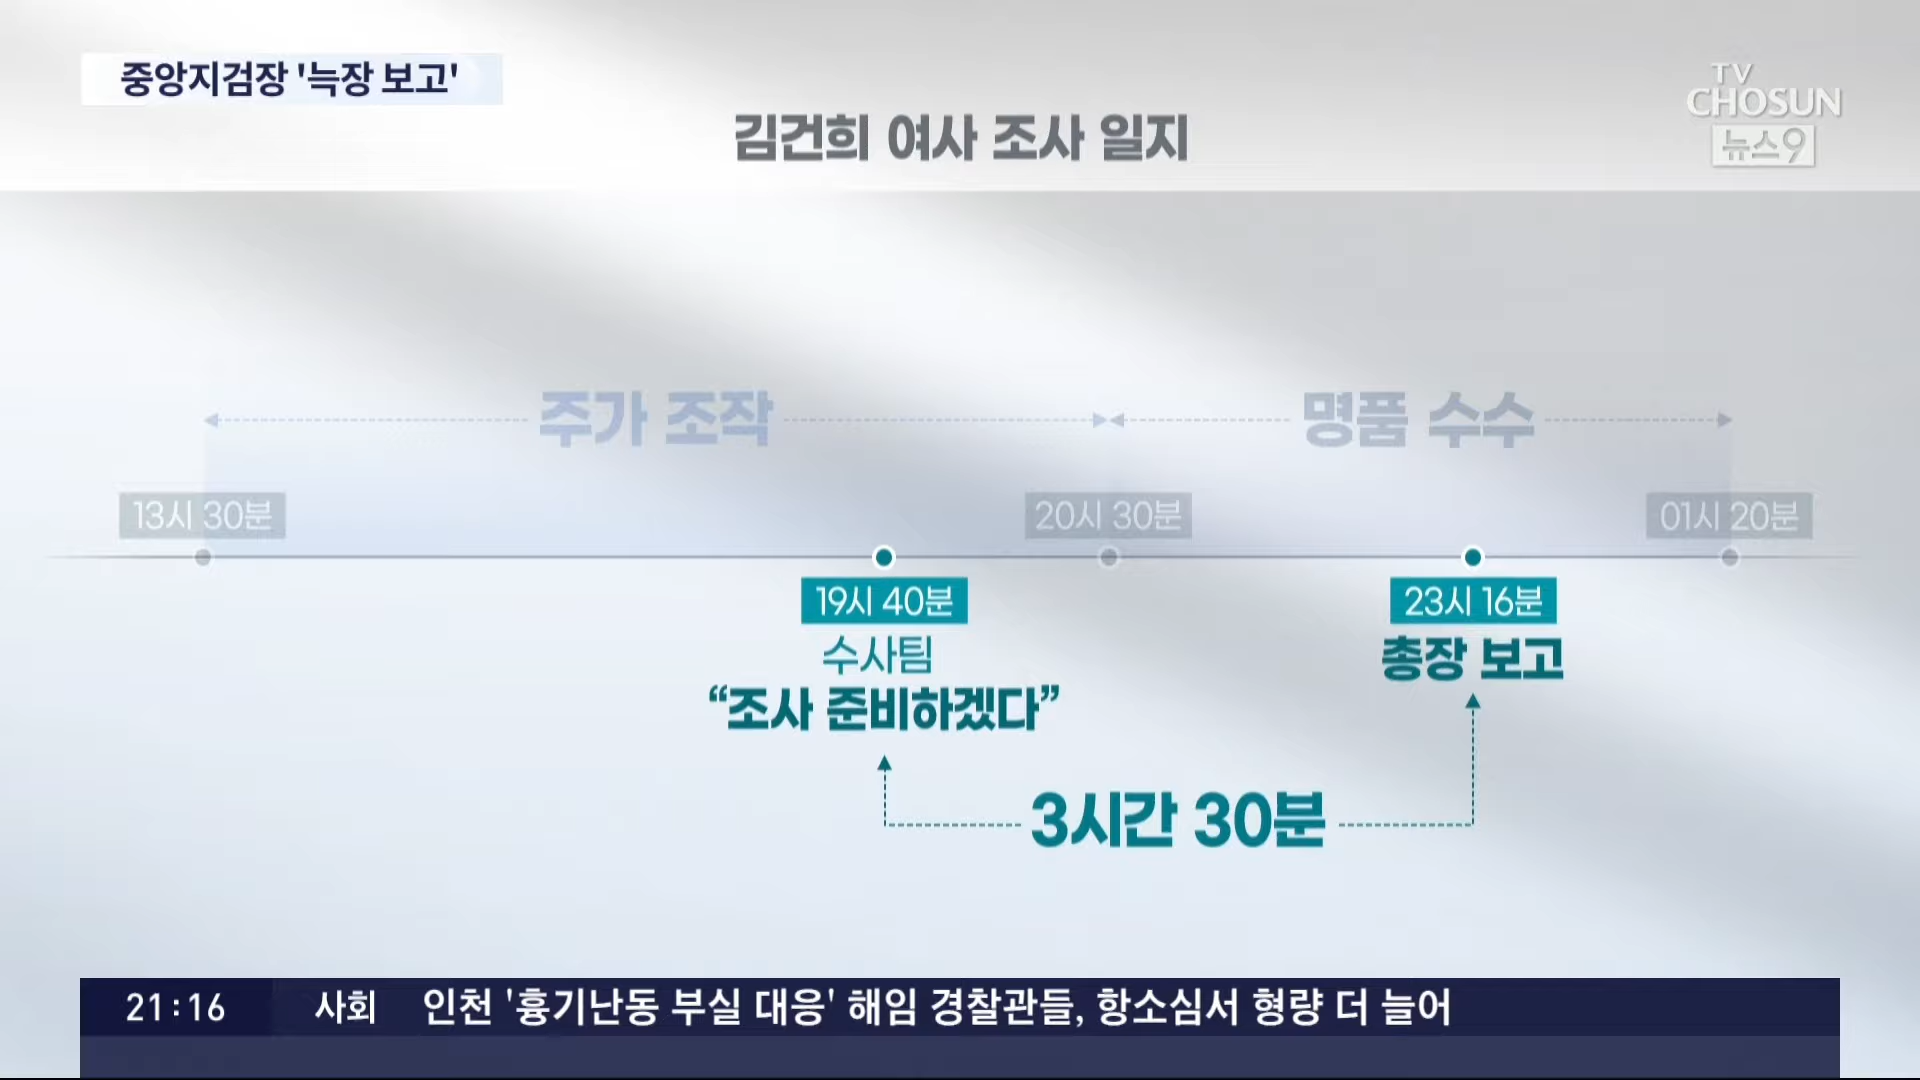 중앙지검장 '늑장 보고'
TV
CHOSUN
뉴스9
김건희 여사 조사 일지
주가 조작
명품 수수
13시 30분
20시 30분
01시 20분
19시 40분
23시 16분
수사팀
“조사 준비하겠다”
총장 보고
3시간 30분
21:16 사회 인천 '흉기난동 부실 대응' 해임 경찰관들, 항소심서 형량 더 늘어